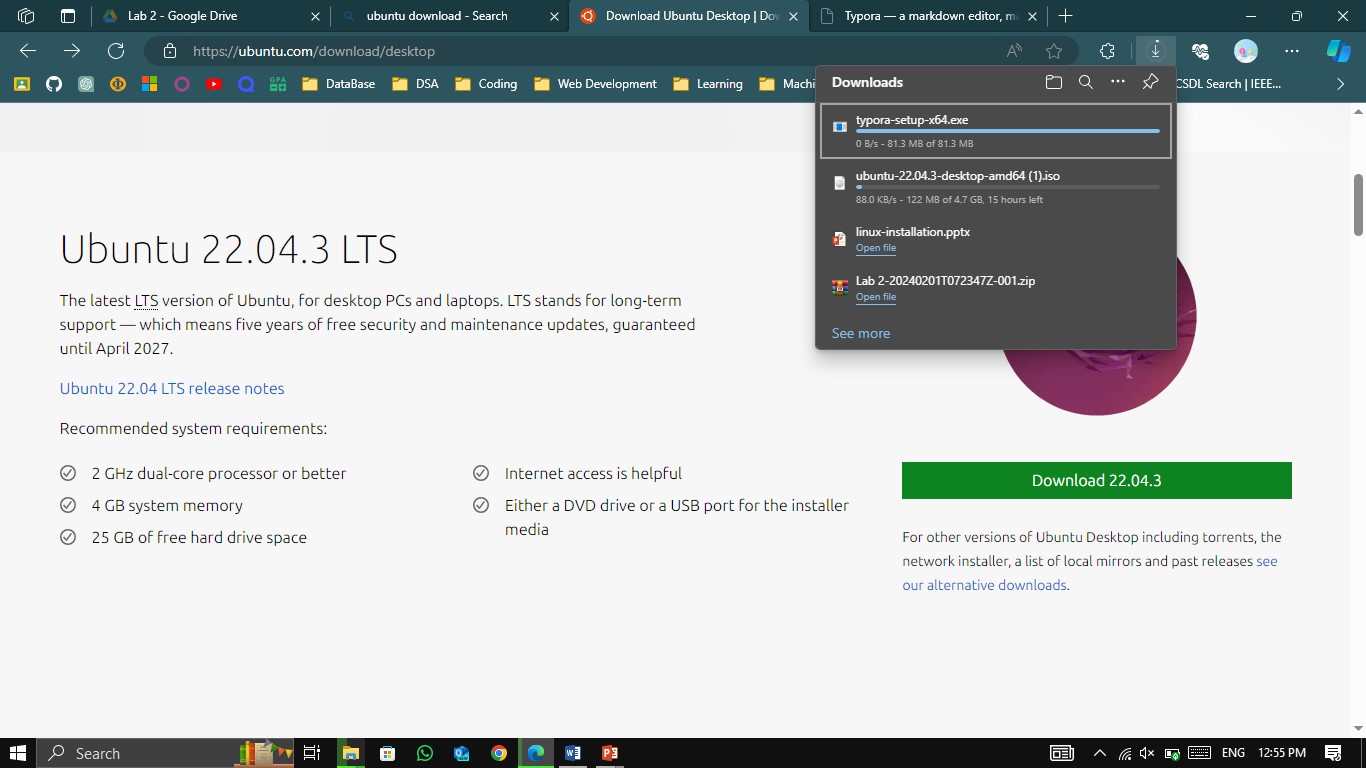 Lab 2 - Google Drive
ubuntu download - Search
Download Ubuntu Desktop | Dow
Typora — a markdown editor, ma
https://ubuntu.com/download/desktop
GPA
DataBase
DSA
Coding
Web Development
Learning
Machi
CSDL Search | IEEE...
Downloads
typora-setup-x64.exe
0 B/s - 81.3 MB of 81.3 MB
ubuntu-22.04.3-desktop-amd64 (1).iso
88.0 KB/s - 122 MB of 4.7 GB, 15 hours left
linux-installation.pptx
Open file
Lab 2-20240201T072347Z-001.zip
Open file
See more
Ubuntu 22.04.3 LTS
The latest LTS version of Ubuntu, for desktop PCs and laptops. LTS stands for long-term
support — which means five years of free security and maintenance updates, guaranteed
until April 2027.
Ubuntu 22.04 LTS release notes
Recommended system requirements:
2 GHz dual-core processor or better
4 GB system memory
25 GB of free hard drive space
Internet access is helpful
Either a DVD drive or a USB port for the installer
media
Download 22.04.3
For other versions of Ubuntu Desktop including torrents, the
network installer, a list of local mirrors and past releases see
our alternative downloads.
Search
ENG
12:55 PM